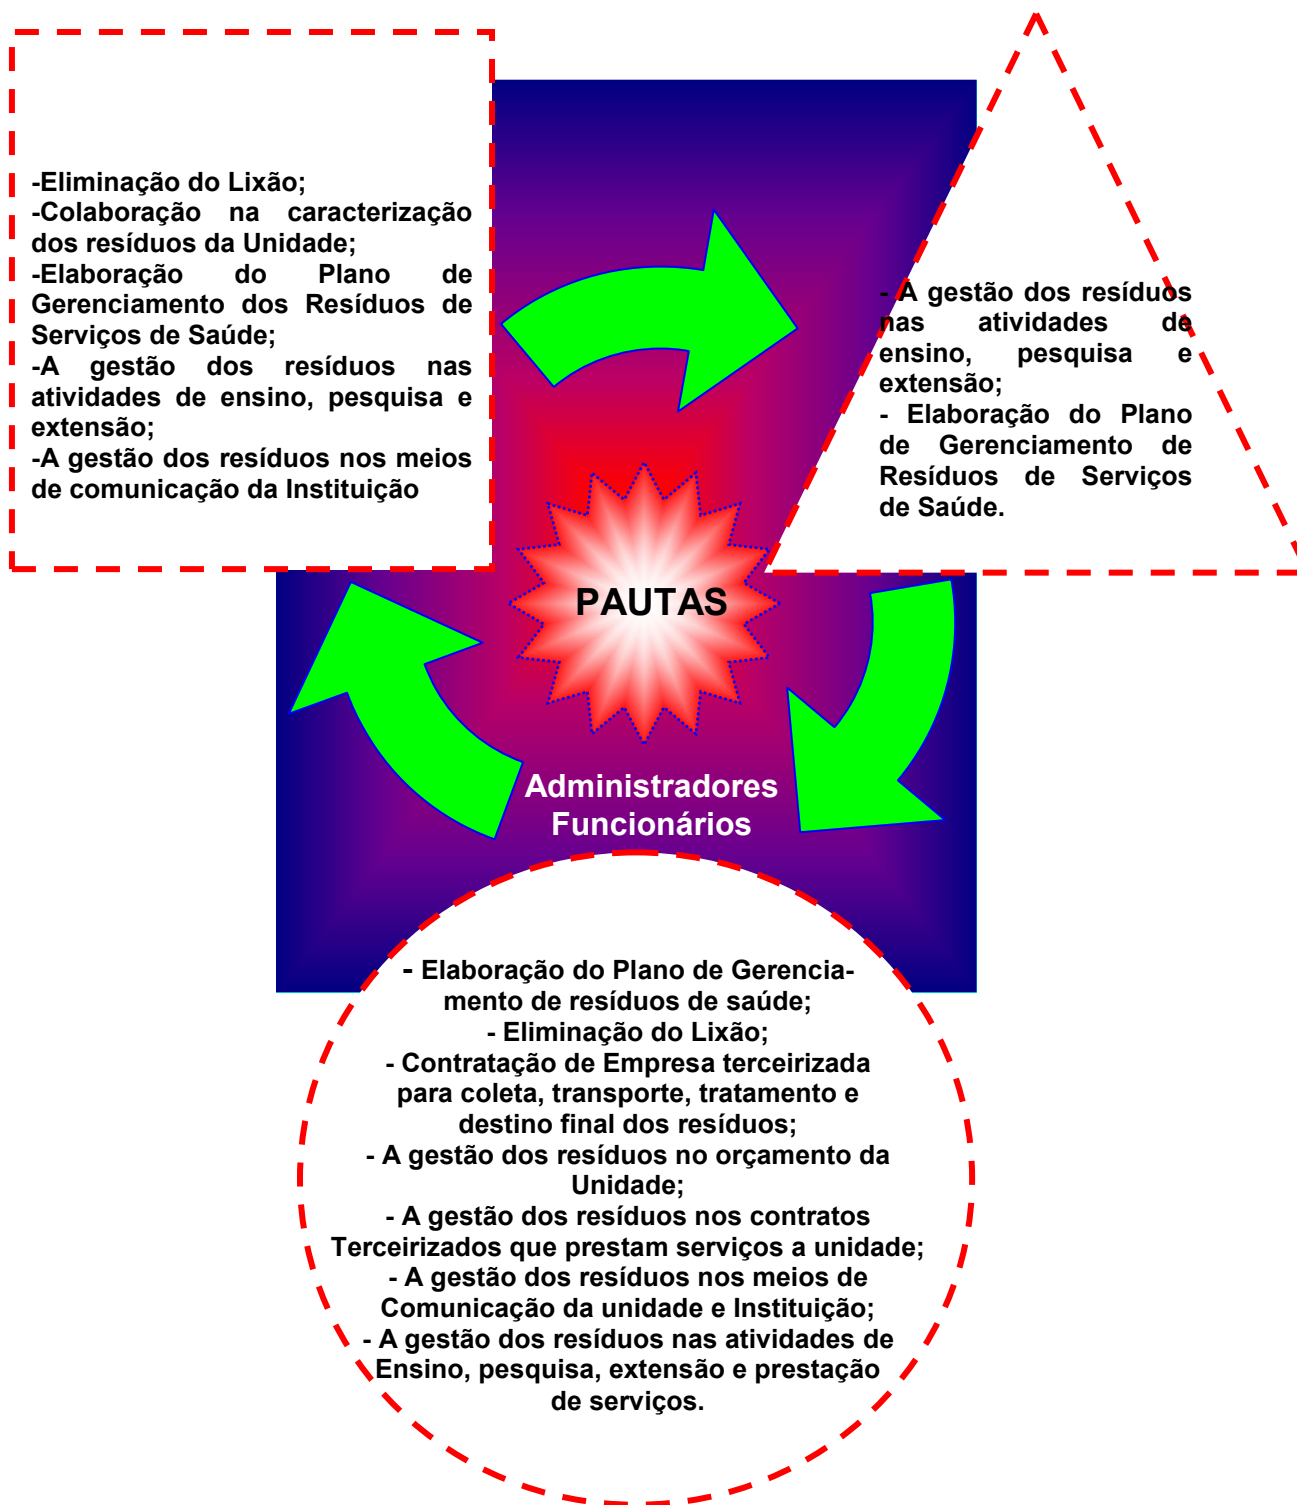 -Eliminação do Lixão;
-Colaboração na caracterização
dos resíduos da Unidade;
-Elaboração do Plano de
Gerenciamento dos Resíduos de
Serviços de Saúde;
-A gestão dos resíduos nas
atividades de ensino, pesquisa e
extensão;
-A gestão dos resíduos nos meios
de comunicação da Instituição
- A gestão dos resíduos
nas atividades de
ensino, pesquisa e
extensão;
- Elaboração do Plano
de Gerenciamento de
Resíduos de Serviços
de Saúde.
PAUTAS
Administradores
Funcionários
- Elaboração do Plano de Gerencia-
mento de resíduos de saúde;
- Eliminação do Lixão;
- Contratação de Empresa terceirizada
para coleta, transporte, tratamento e
destino final dos resíduos;
- A gestão dos resíduos no orçamento da
Unidade;
- A gestão dos resíduos nos contratos
Terceirizados que prestam serviços a unidade;
- A gestão dos resíduos nos meios de
Comunicação da unidade e Instituição;
- A gestão dos resíduos nas atividades de
Ensino, pesquisa, extensão e prestação
de serviços.